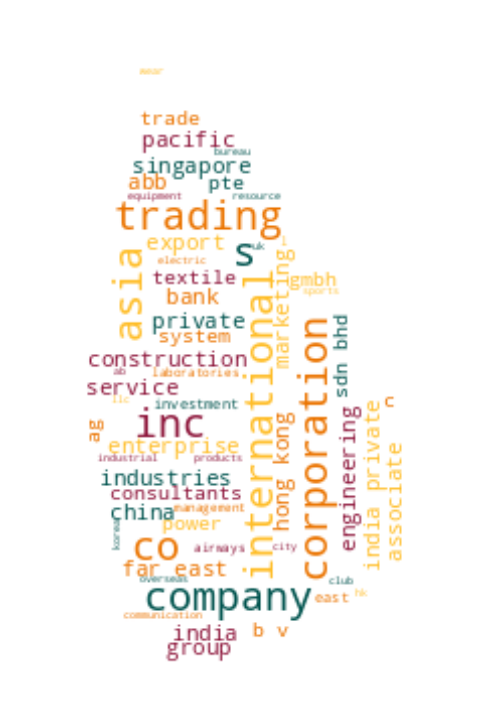 wear
trade
pacific
bureau
singapore
abb
pte
equipment
resource
trading
export
s
uk
l
electric
asia
textile
gmbh
bank
sports
private
system
marketing
international
corporation
sdn bhd
construction
ab
laboratories
service
llc
investment
n
inc
ag
enterprise
hong kong
engineering
india private
associate
industrial
products
industries
consultants
china
management
power
korea
co
airways
city
far east
overseas
club
company
east
hk
communication
india
b v
group